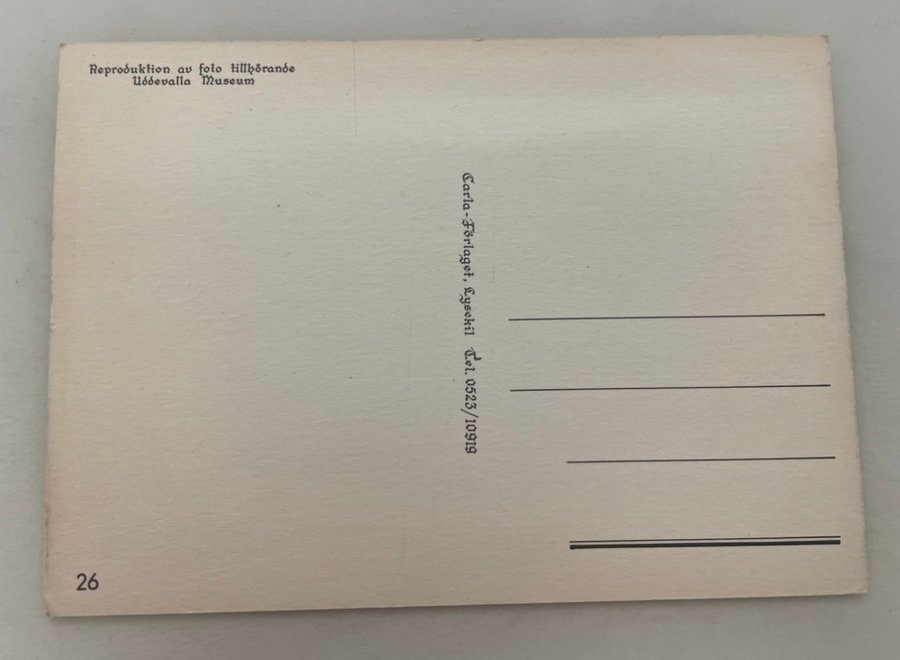 Reproduktion av foto tillhörande
Uddevalla Museum
Carla-Förlaget, Lysekil Tel. 0523/10919
26